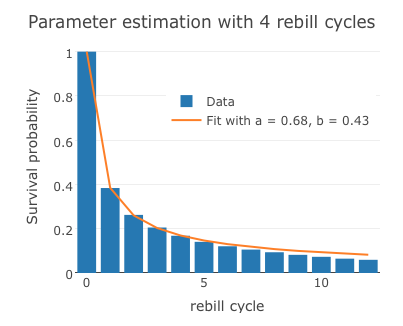 Parameter estimation with 4 rebill cycles
Survival probability
1
0.8
0.6
0.4
0.2
0
Data
Fit with a = 0.68, b = 0.43
0
5
10
rebill cycle